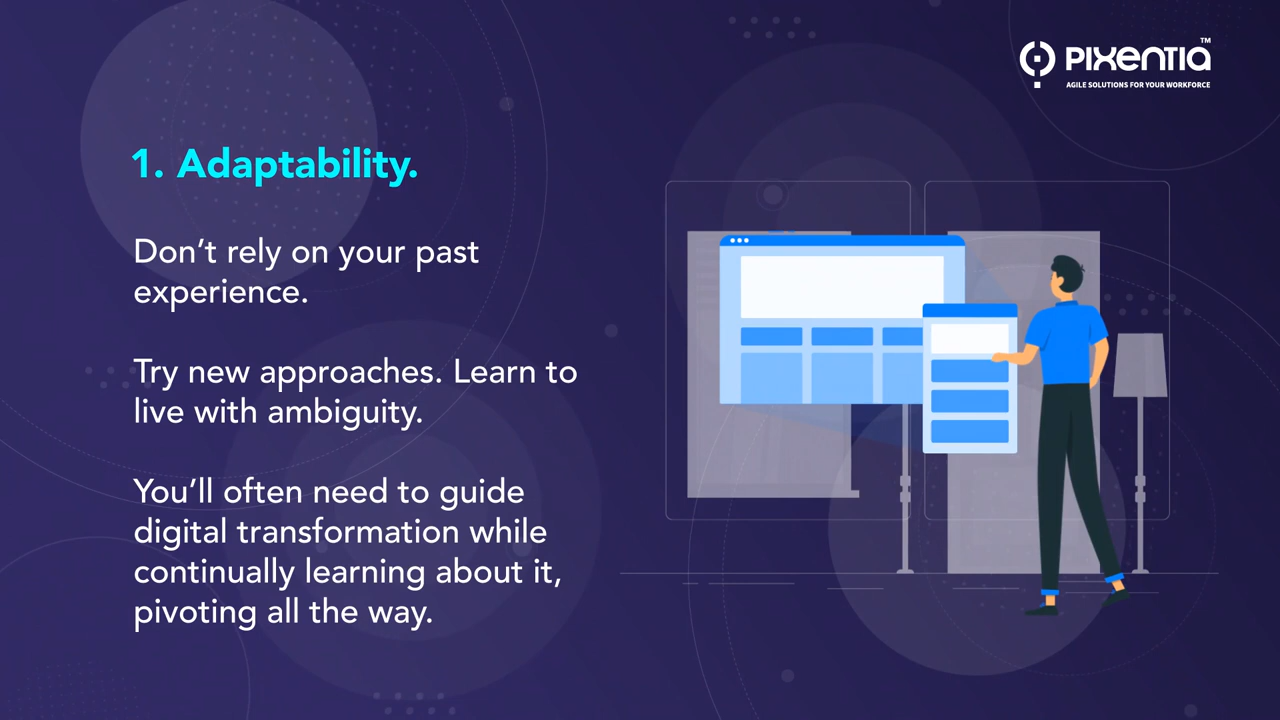 PIXENTIA™
AGILE SOLUTIONS FOR YOUR WORKFORCE
1. Adaptability.
Don’t rely on your past
experience.
Try new approaches. Learn to
live with ambiguity.
You’ll often need to guide
digital transformation while
continually learning about it,
pivoting all the way.